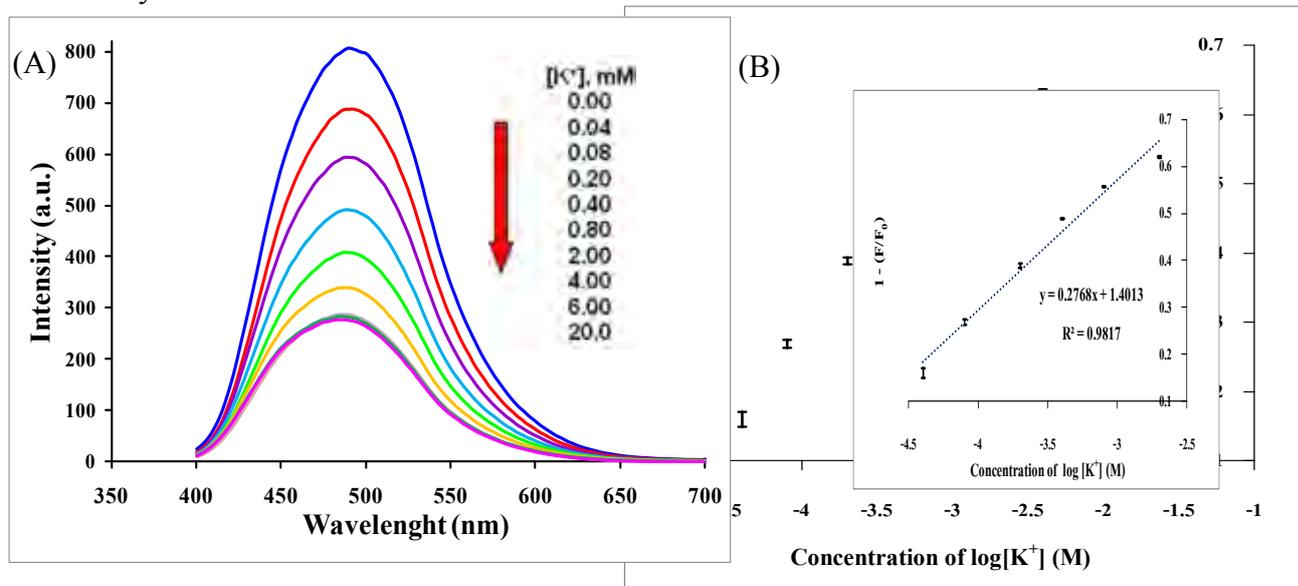 (A)
800
700
600
500
400
300
200
100
0
Intensity (a.u.)
350 400 450 500 550 600 650 700
Wavelenght (nm)
[K⁺], mM
0.00
0.04
0.08
0.20
0.40
0.80
2.00
4.00
6.00
20,0
(B)
0.7
-4 -3.5 -3 -2.5 -2 -1.5 -1
Concentration of log[K⁺] (M)
1 – (F/F₀)
0.7
0.6
0.5
0.4
0.3
0.2
0.1
y = 0.2768x + 1.4013
R² = 0.9817
-4.5 -4 -3.5 -3 -2.5
Concentration of log [K⁺] (M)